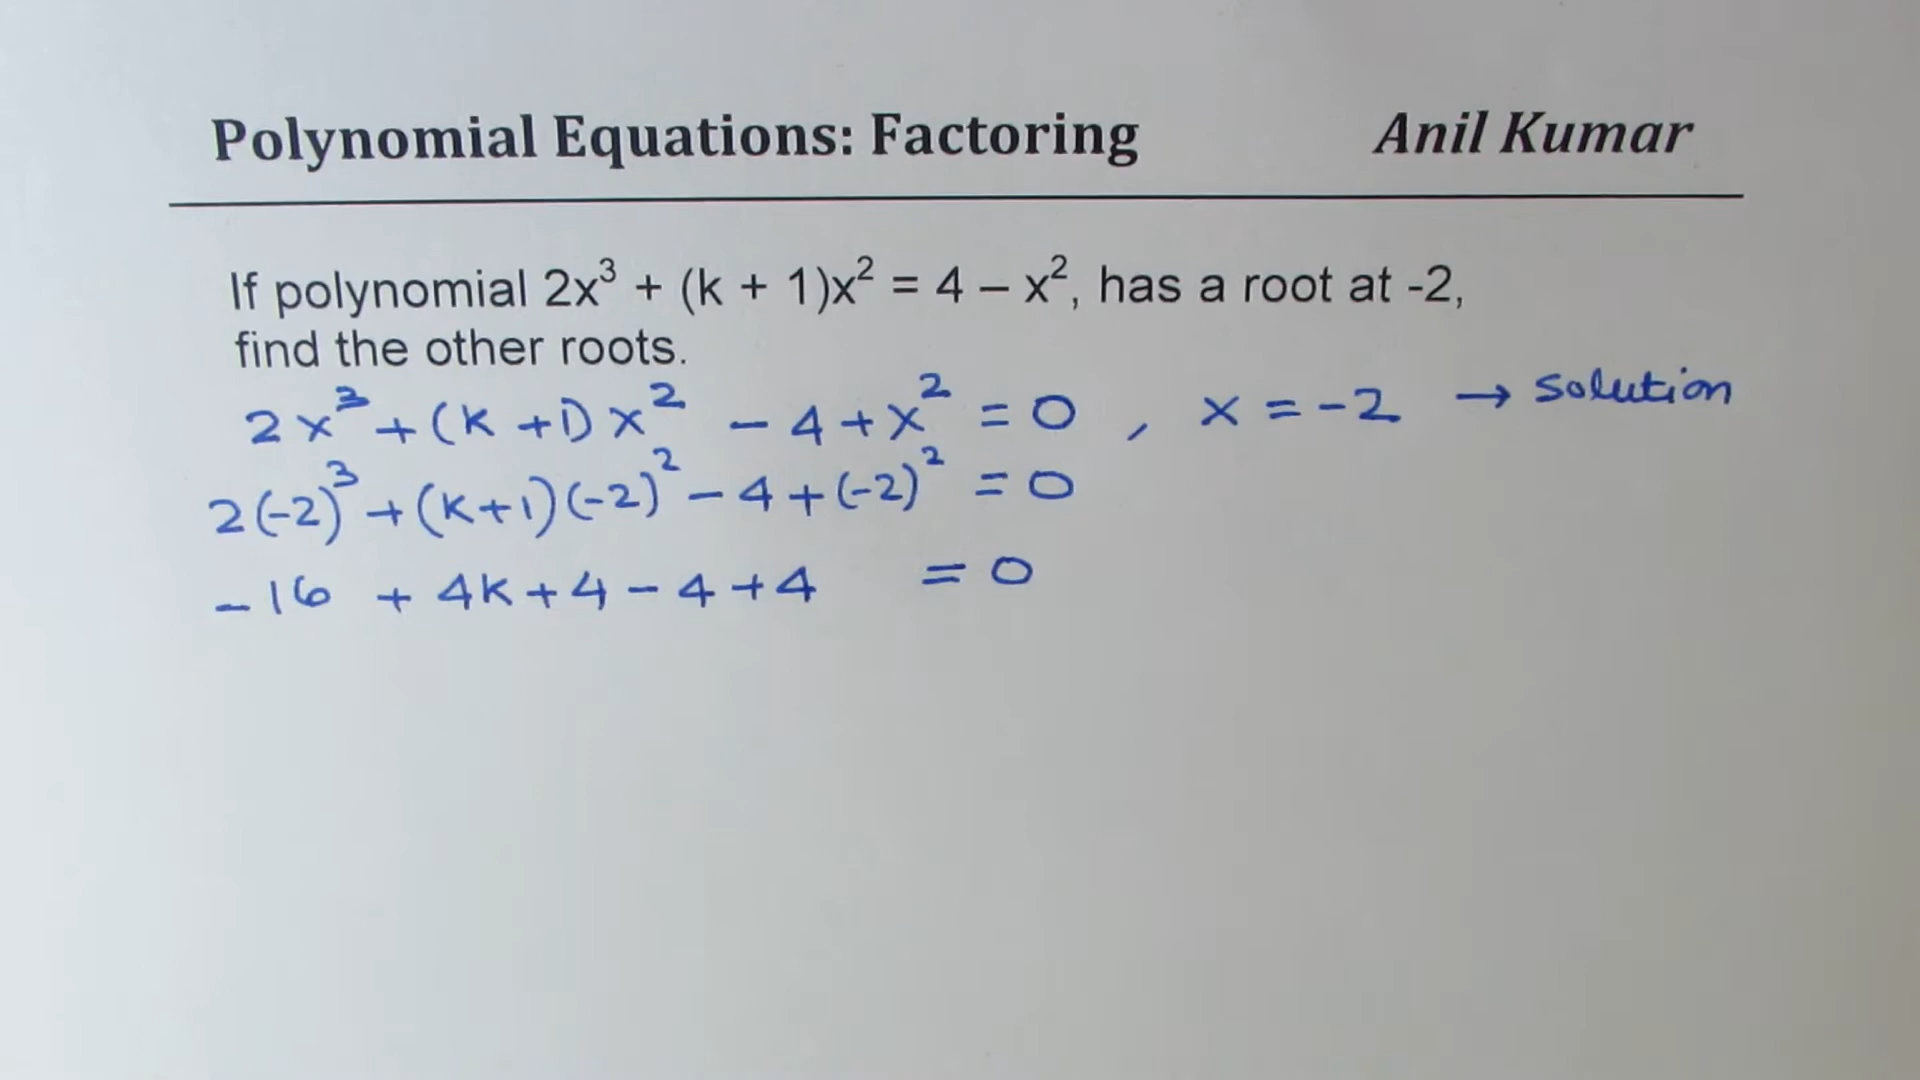 Polynomial Equations: Factoring Anil Kumar
If polynomial 2x³ + (k + 1)x² = 4 – x², has a root at -2,
find the other roots.
2x³ + (k + 1)x² - 4 + x² = 0 , x = -2 → Solution
2(-2)³ + (k+1)(-2)² - 4 + (-2)² = 0
-16 + 4k + 4 - 4 + 4 = 0